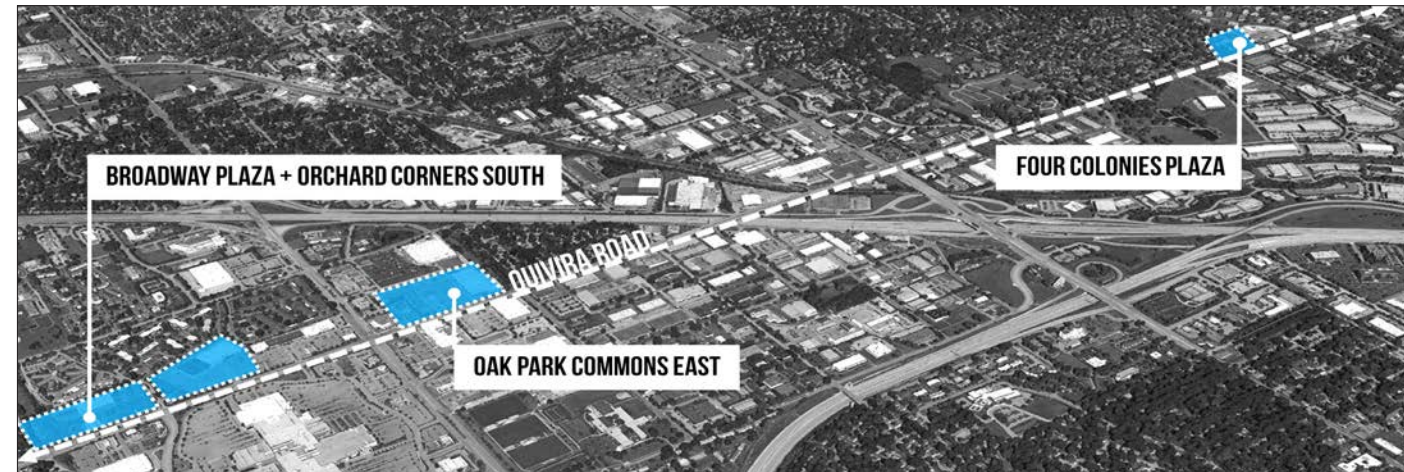 FOUR COLONIES PLAZA
BROADWAY PLAZA + ORCHARD CORNERS SOUTH
QUIVIRA ROAD
OAK PARK COMMONS EAST